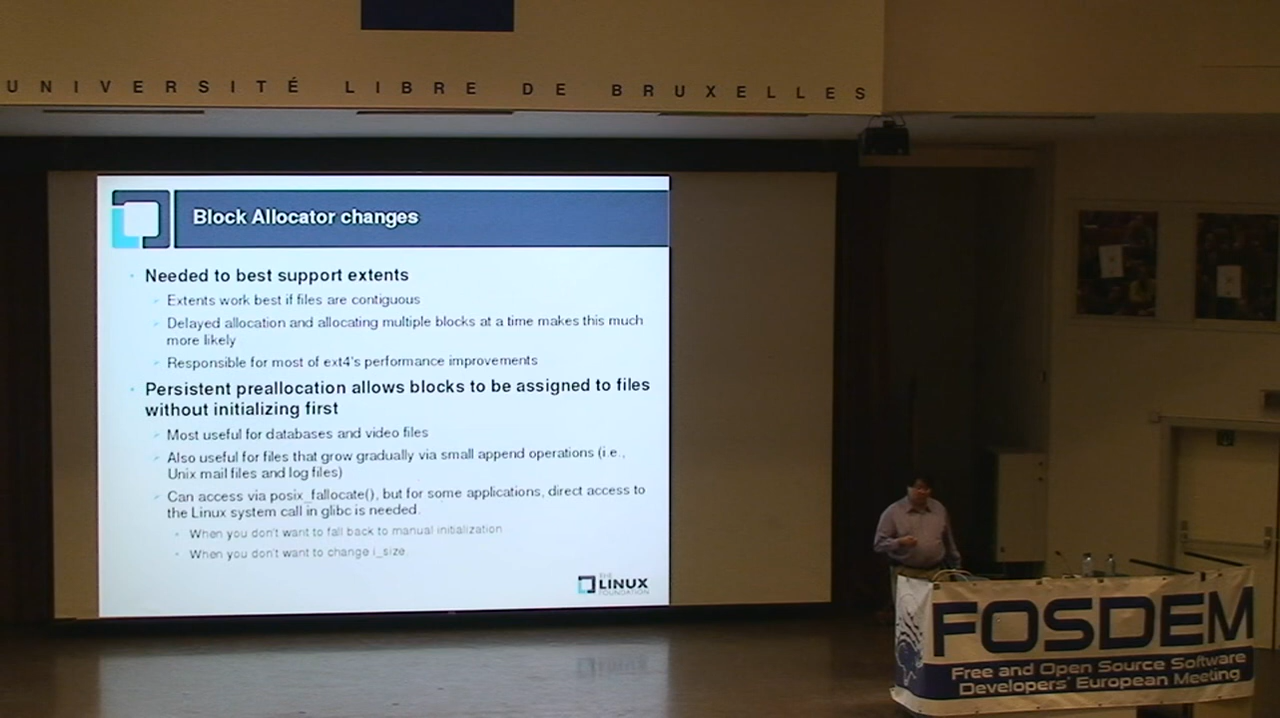 UNIVERSITÉ LIBRE DE BRUXELLES
Block Allocator changes
Needed to best support extents
Extents work best if files are contiguous
Delayed allocation and allocating multiple blocks at a time makes this much
more likely
Responsible for most of ext4's performance improvements
Persistent preallocation allows blocks to be assigned to files
without initializing first
Most useful for databases and video files
Also useful for files that grow gradually via small append operations (i.e.,
Unix mail files and log files)
Can access via posix_fallocate(), but for some applications, direct access to
the Linux system call in glibc is needed.
When you don't want to fall back to manual initialization
When you don't want to change i_size.
THE
LINUX
FOUNDATION
FOSDEM
Free and Open Source Software
Developers' European Meeting